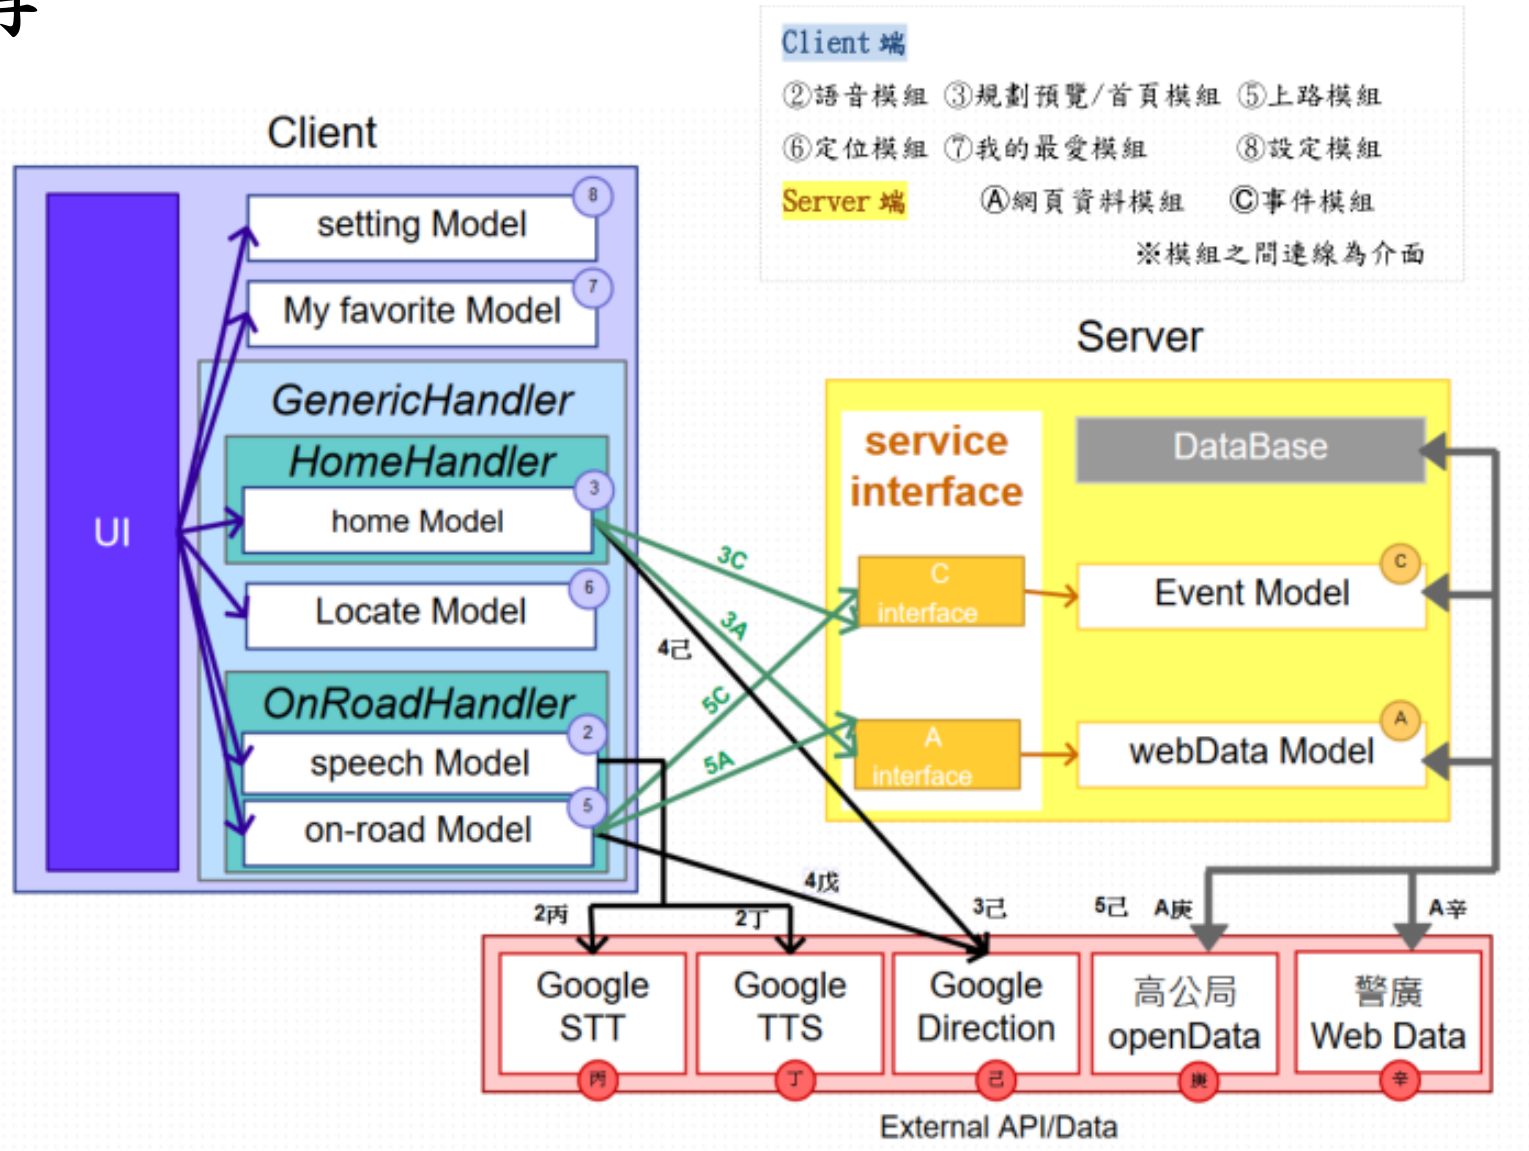 Client 端
②語音模組 ③規劃預覽/首頁模組 ⑤上路模組
⑥定位模組 ⑦我的最愛模組 ⑧設定模組
Server 端 Ⓐ網頁資料模組 Ⓒ事件模組
※模組之間連線為介面
Client
UI
setting Model
8
My favorite Model
7
GenericHandler
HomeHandler
home Model
3
Locate Model
6
OnRoadHandler
speech Model
2
on-road Model
5
3C
3A
4己
5C
5A
4戊
2丙
2丁
3己
5己
A庚
A辛
Server
service
interface
DataBase
C
interface
Event Model
C
A
interface
webData Model
A
Google
STT
丙
Google
TTS
丁
Google
Direction
己
高公局
openData
庚
警廣
Web Data
辛
External API/Data